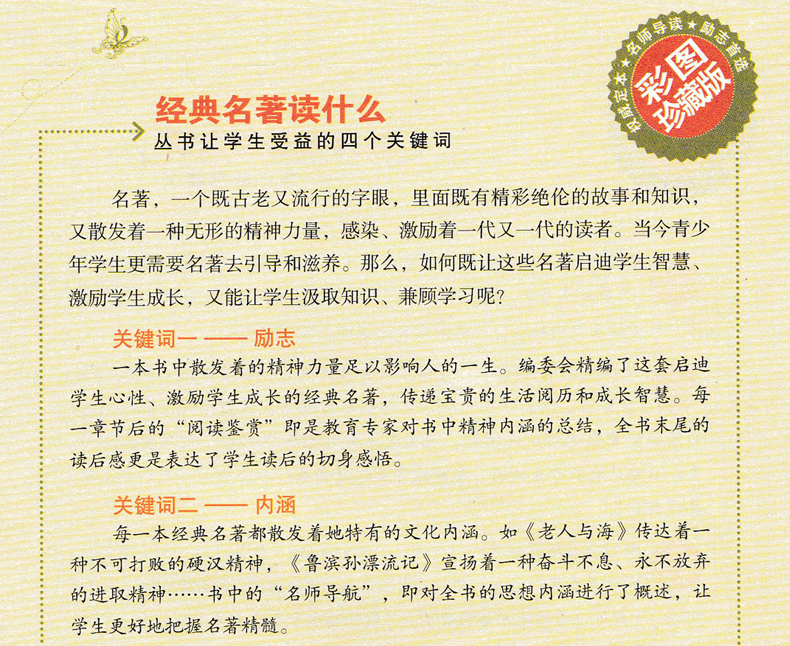 权威定本★名师导读★励志首选
彩图
珍藏版
经典名著读什么
丛书让学生受益的四个关键词
名著，一个既古老又流行的字眼，里面既有精彩绝伦的故事和知识，
又散发着一种无形的精神力量，感染、激励着一代又一代的读者。当今青少
年学生更需要名著去引导和滋养。那么，如何既让这些名著启迪学生智慧、
激励学生成长，又能让学生汲取知识、兼顾学习呢？
关键词一 —— 励志
一本书中散发着的精神力量足以影响人的一生。编委会精编了这套启迪
学生心性、激励学生成长的经典名著，传递宝贵的生活阅历和成长智慧。每
一章节后的“阅读鉴赏”即是教育专家对书中精神内涵的总结，全书末尾的
读后感更是表达了学生读后的切身感悟。
关键词二 —— 内涵
每一本经典名著都散发着她特有的文化内涵。如《老人与海》传达着一
种不可打败的硬汉精神，《鲁滨孙漂流记》宣扬着一种奋斗不息、永不放弃
的进取精神……书中的“名师导航”，即对全书的思想内涵进行了概述，让
学生更好地把握名著精髓。